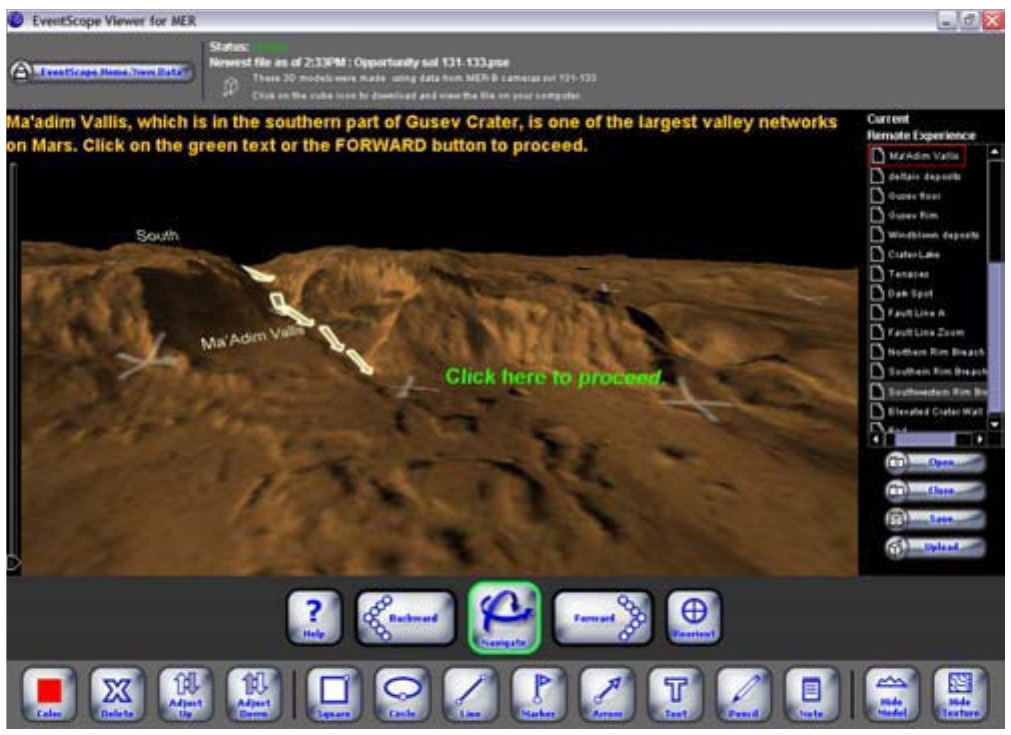 EventScope Viewer for MER
EventScope Home/New Data
Status:
Newest file as of 2:33PM : Opportunity sol 131-133.pse
These 3D models were made using data from MER-B cameras sol 131-133
Click on the cube icon to download and view the file on your computer.
Ma'adim Vallis, which is in the southern part of Gusev Crater, is one of the largest valley networks
on Mars. Click on the green text or the FORWARD button to proceed.
South
Ma'Adim Vallis
Click here to proceed.
Current
Remote Experience
Ma'Adim Vallis
deltaic deposits
Gusev floor
Gusev Rim
Windblown deposits
Crater-Lake
Terraces
Dark Spot
Fault Line A
Fault Line Zoom
Northern Rim Breach
Southern Rim Breach
Southwestern Rim Bre
Elevated Crater Wall
Open
Close
Save
Upload
?
Help
Backward
Navigate
Forward
Reorient
Color
Delete
Adjust
Up
Adjust
Down
Square
Circle
Line
Marker
Arrow
T
Text
Pencil
Note
Hide
Model
Hide
Texture